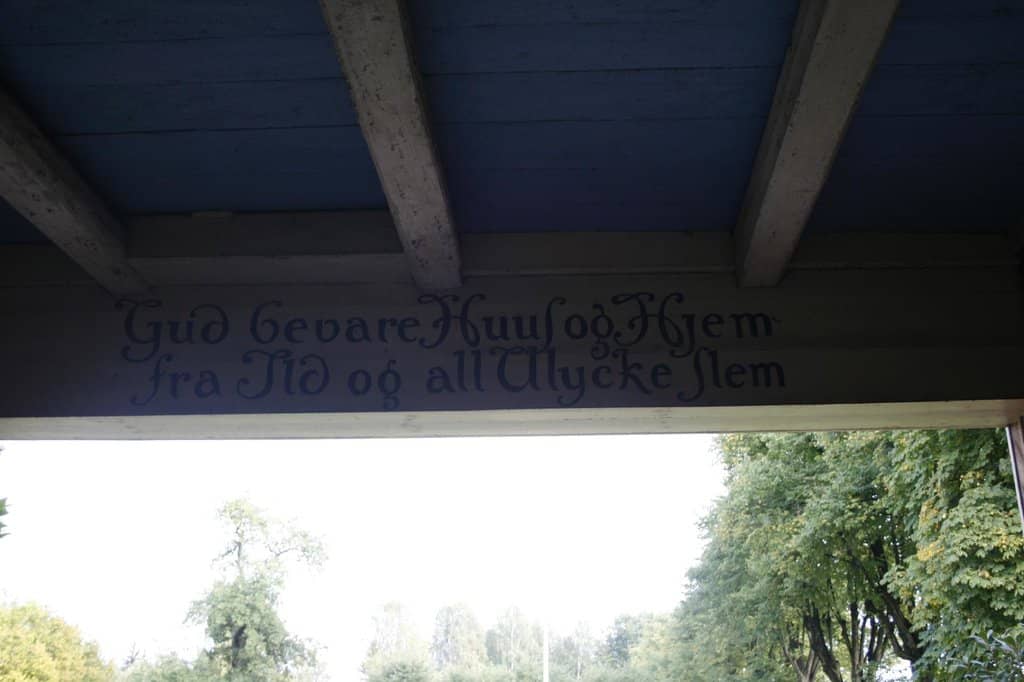 Gud bevare Huuſ og Hjem
fra Ild og all Ulycke ſlem